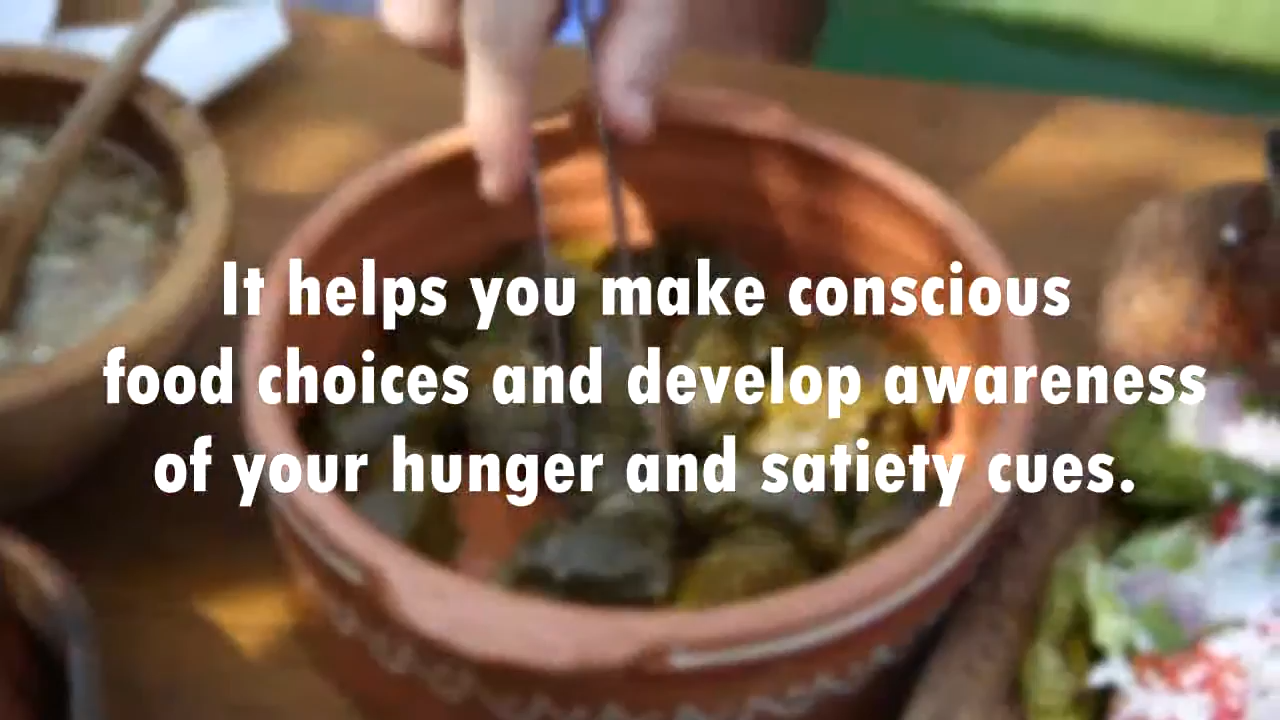 It helps you make conscious
food choices and develop awareness
of your hunger and satiety cues.